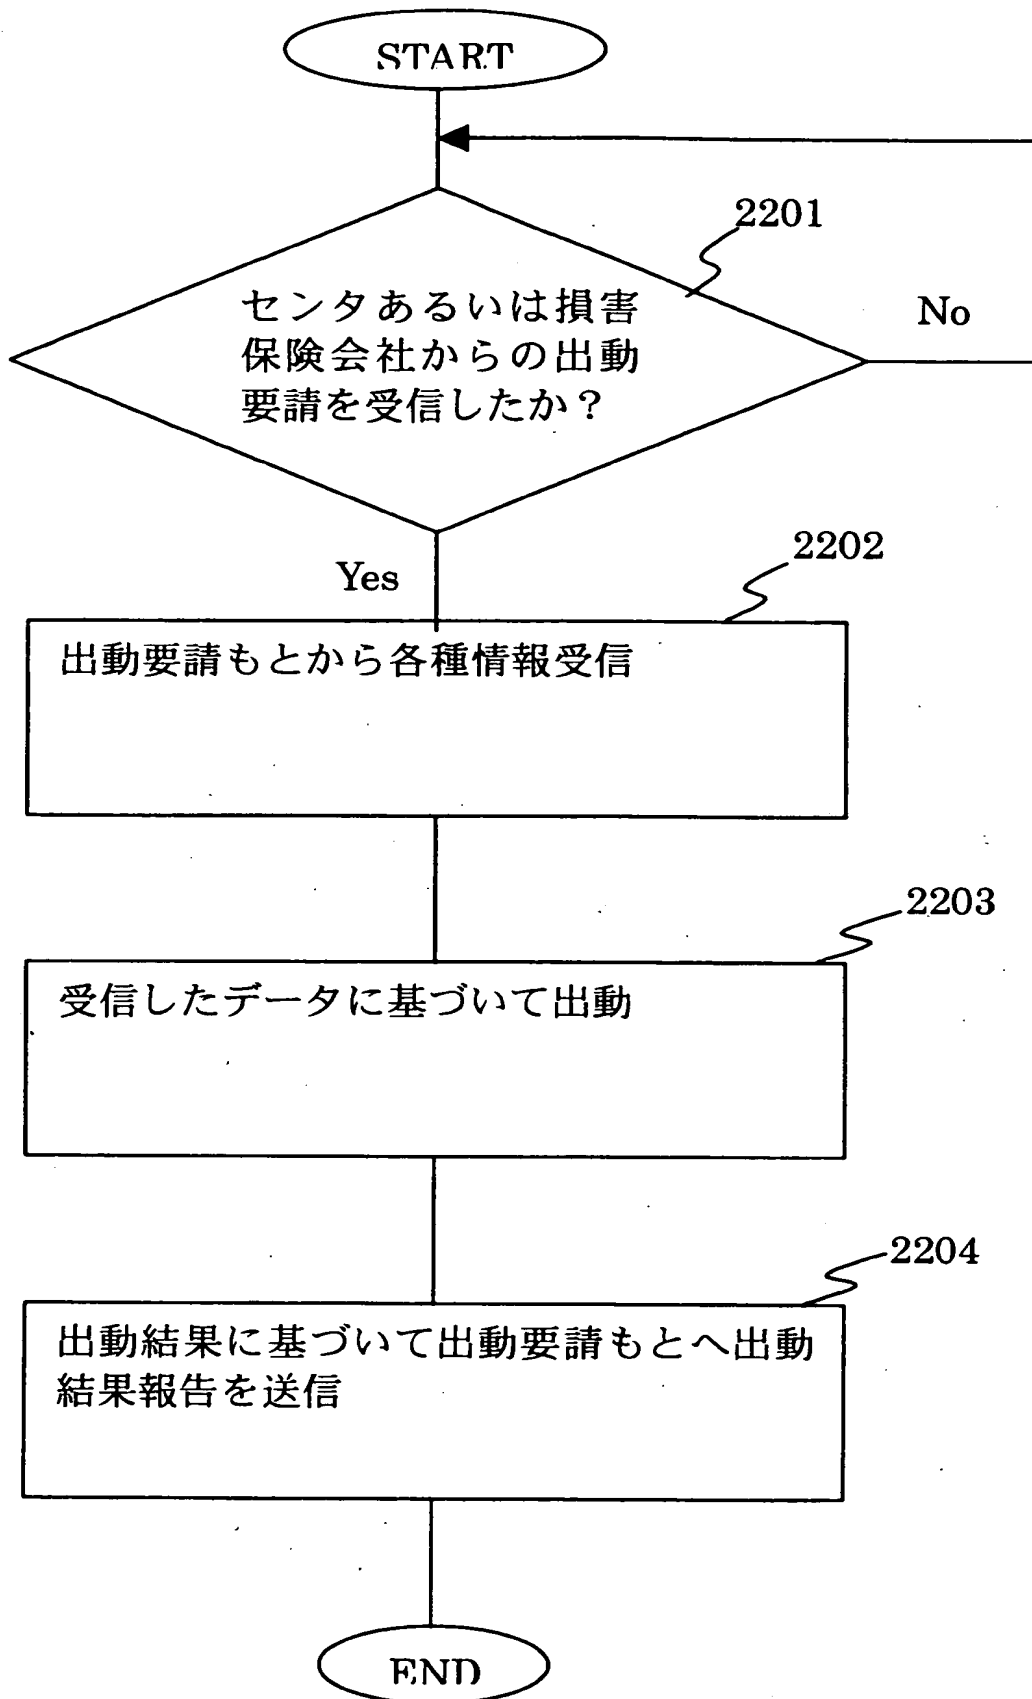 START
2201
センタあるいは損害
保険会社からの出動
要請を受信したか？
No
Yes
2202
出動要請もとから各種情報受信
2203
受信したデータに基づいて出動
2204
出動結果に基づいて出動要請もとへ出動
結果報告を送信
END